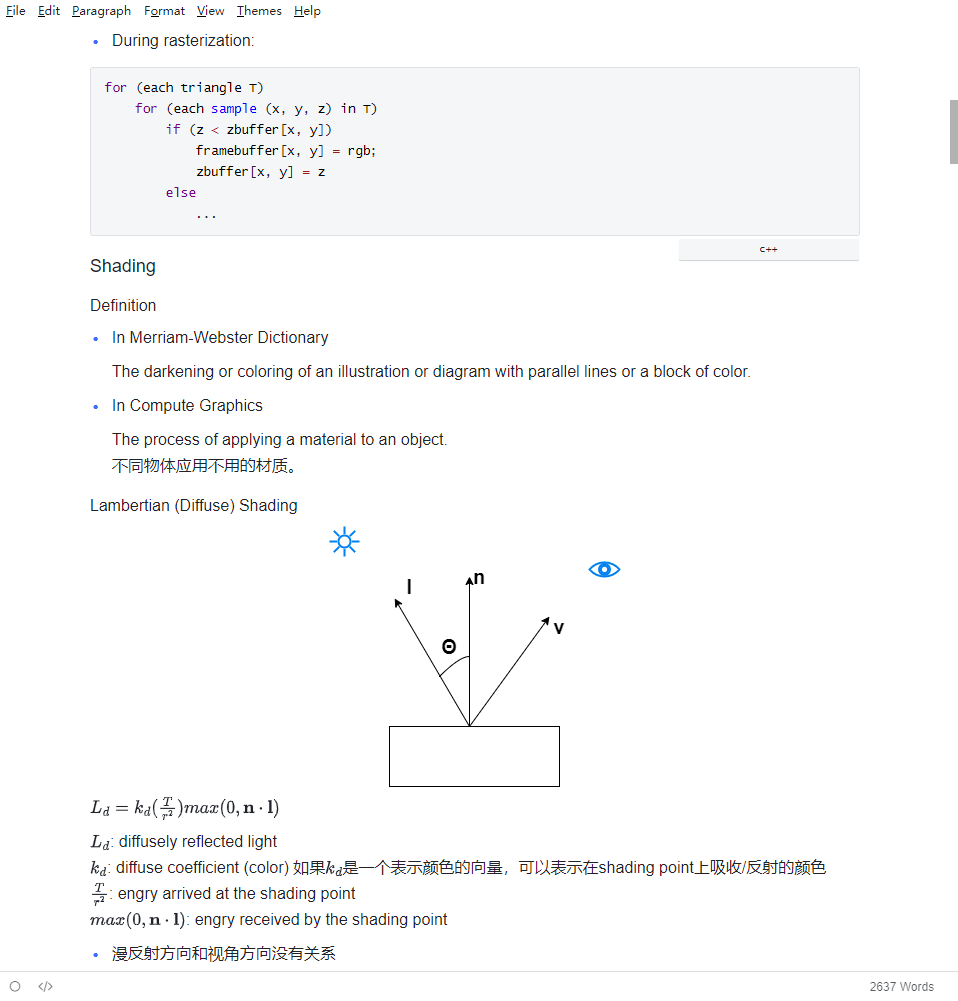 File Edit Paragraph Format View Themes Help
During rasterization:
for (each triangle T)
    for (each sample (x, y, z) in T)
        if (z < zbuffer[x, y])
            framebuffer[x, y] = rgb;
            zbuffer[x, y] = z
        else
            ...
c++
Shading
Definition
In Merriam-Webster Dictionary
The darkening or coloring of an illustration or diagram with parallel lines or a block of color.
In Compute Graphics
The process of applying a material to an object.
不同物体应用不用的材质。
Lambertian (Diffuse) Shading
l
n
v
Θ
L_d = k_d(\frac{T}{r^2})max(0, n · l)
L_d: diffusely reflected light
k_d: diffuse coefficient (color) 如果k_d是一个表示颜色的向量，可以表示在shading point上吸收/反射的颜色
\frac{T}{r^2}: engry arrived at the shading point
max(0, n · l): engry received by the shading point
漫反射方向和视角方向没有关系
</> 2637 Words